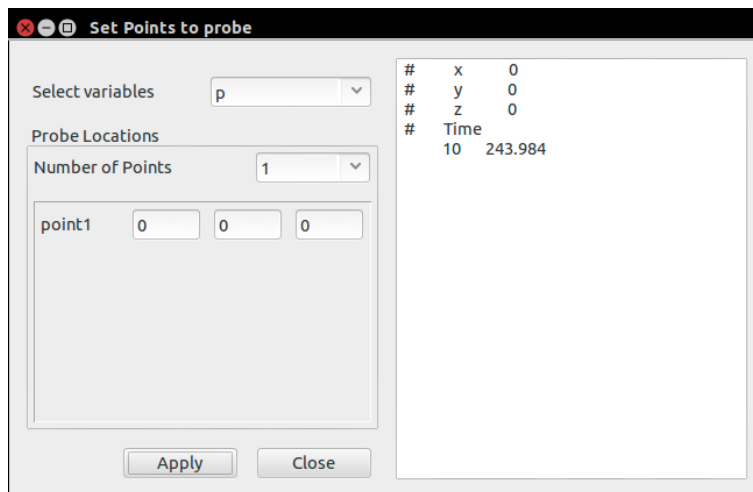 Set Points to probe
Select variables p
Probe Locations
Number of Points 1
point1 0 0 0
Apply Close
# x 0
# y 0
# z 0
# Time
10 243.984